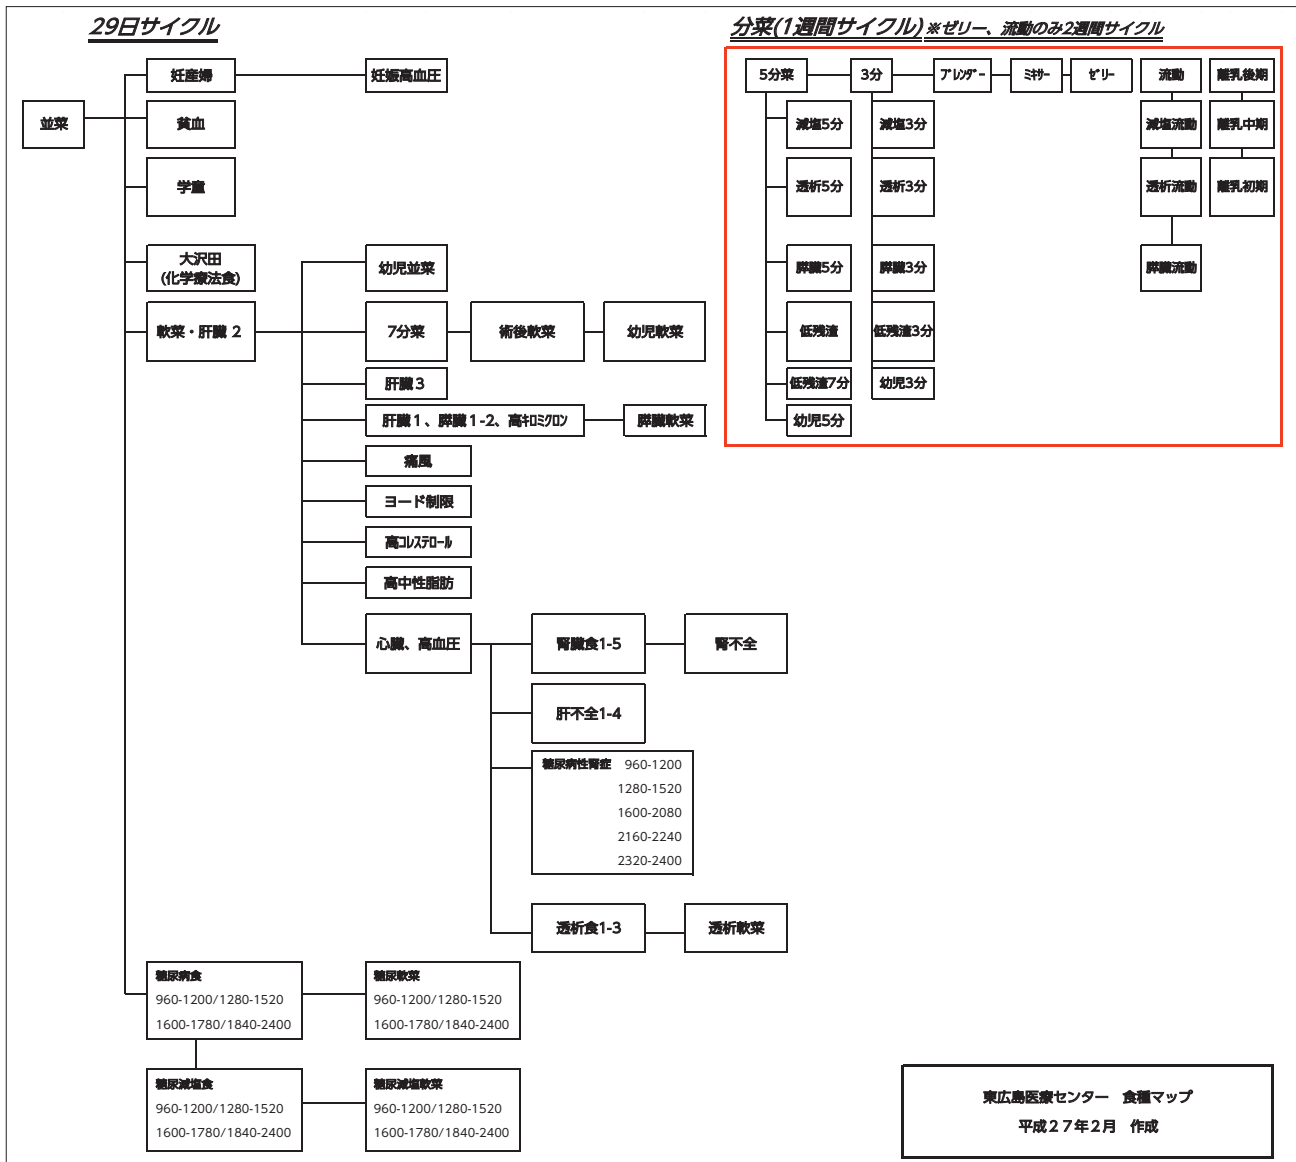 29日サイクル
並菜
妊産婦
妊娠高血圧
貧血
学童
大沢田
(化学療法食)
軟菜・肝臓 2
幼児並菜
7分菜
術後軟菜
幼児軟菜
肝臓 3
肝臓 1 、膵臓 1-2、高ｷﾛﾐｸﾛﾝ
膵臓軟菜
痛風
ヨード制限
高ｺﾚｽﾃﾛｰﾙ
高中性脂肪
心臓、高血圧
腎臓食1-5
腎不全
肝不全1-4
糖尿病性腎症 960-1200
1280-1520
1600-2080
2160-2240
2320-2400
透析食1-3
透析軟菜
糖尿病食
960-1200/1280-1520
1600-1780/1840-2400
糖尿軟菜
960-1200/1280-1520
1600-1780/1840-2400
糖尿減塩食
960-1200/1280-1520
1600-1780/1840-2400
糖尿減塩軟菜
960-1200/1280-1520
1600-1780/1840-2400
分菜(1週間サイクル) ※ゼリー、流動のみ2週間サイクル
5分菜
3分
ﾌﾞﾚﾝﾀﾞｰ
ﾐｷｻｰ
ｾﾞﾘｰ
流動
離乳後期
減塩5分
減塩3分
減塩流動
離乳中期
透析5分
透析3分
透析流動
離乳初期
膵臓5分
膵臓3分
膵臓流動
低残渣
低残渣3分
低残渣7分
幼児3分
幼児5分
東広島医療センター 食種マップ
平成２７年２月 作成